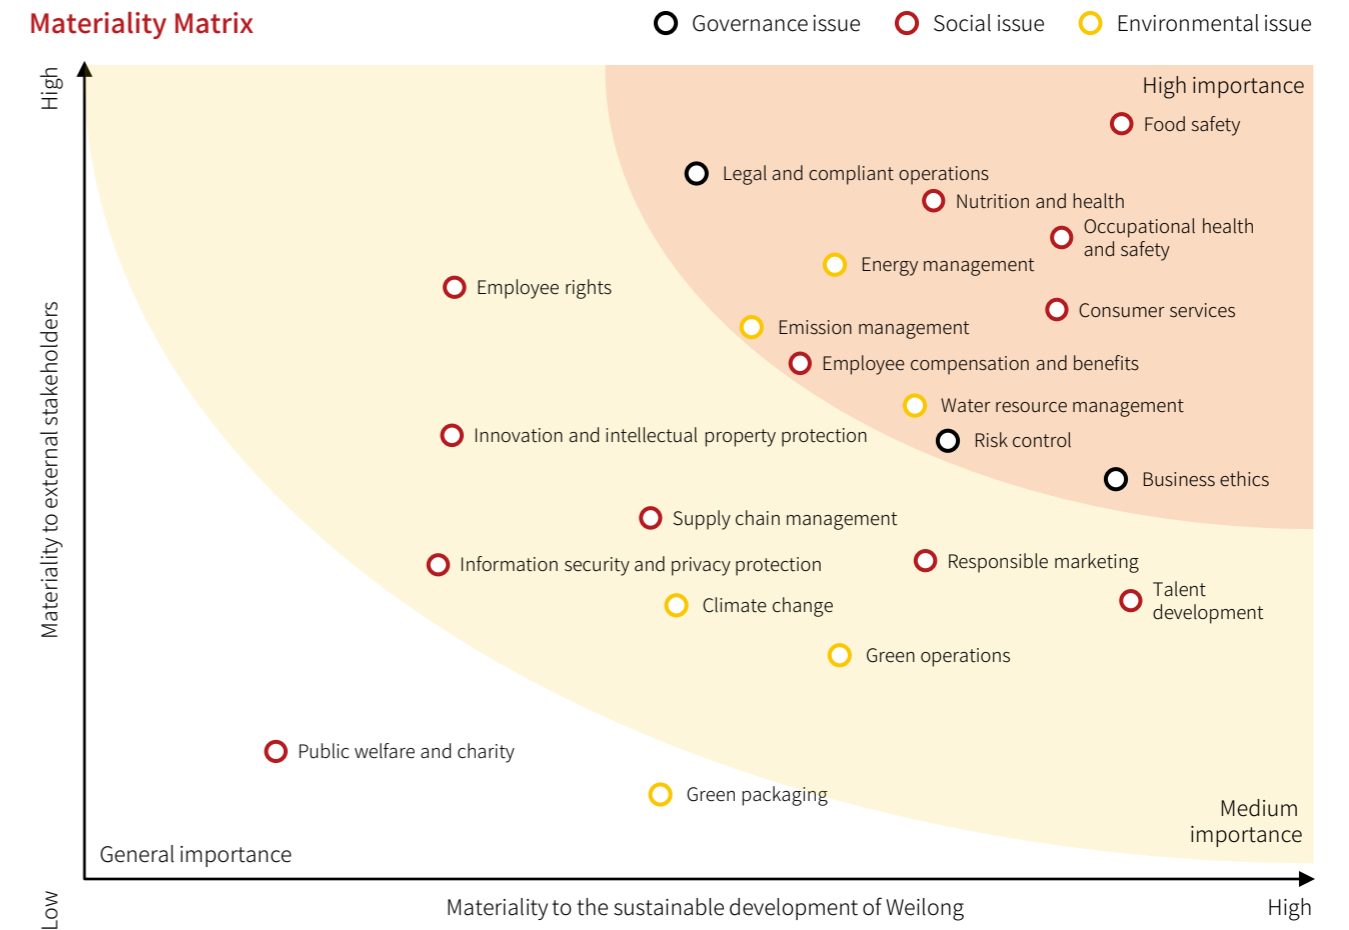 Materiality Matrix
Governance issue
Social issue
Environmental issue
High
High importance
Food safety
Legal and compliant operations
Nutrition and health
Occupational health
and safety
Energy management
Employee rights
Consumer services
Emission management
Employee compensation and benefits
Water resource management
Innovation and intellectual property protection
Risk control
Business ethics
Materiality to external stakeholders
Supply chain management
Information security and privacy protection
Responsible marketing
Talent
development
Climate change
Green operations
Public welfare and charity
Green packaging
Medium
importance
General importance
Low
Materiality to the sustainable development of Weilong
High